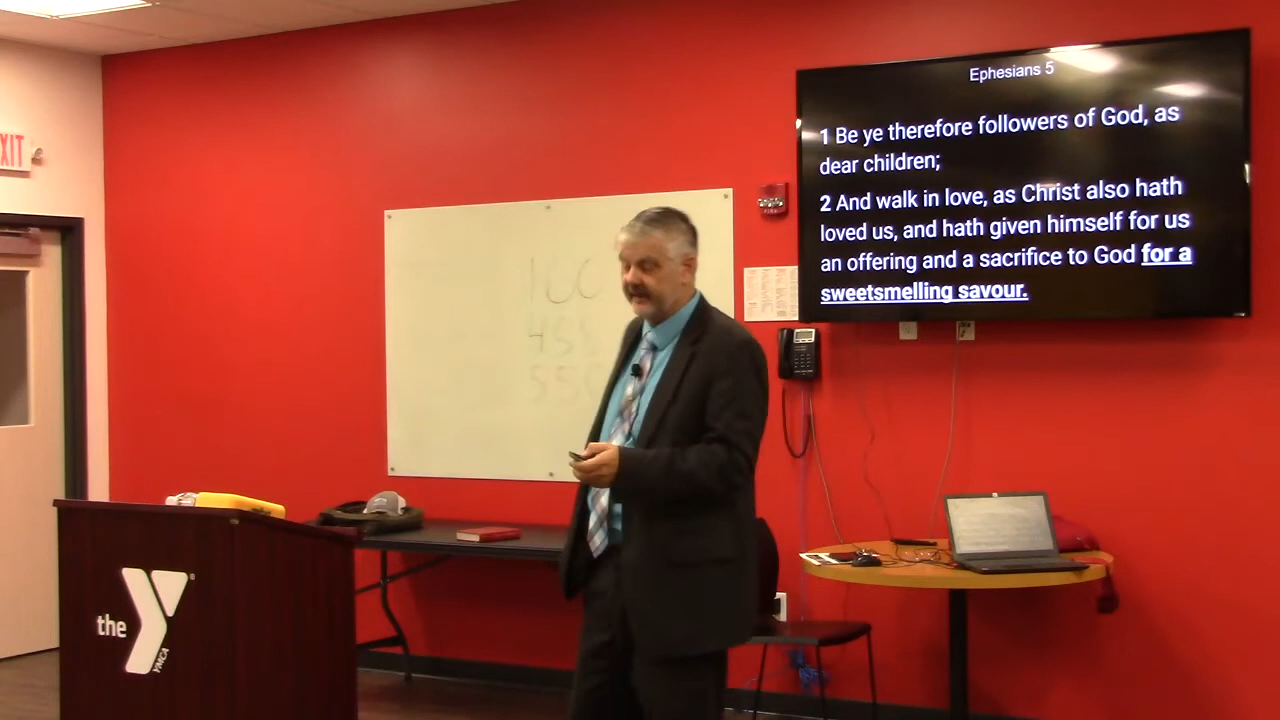 XIT
Ephesians 5
1 Be ye therefore followers of God, as
dear children;
2 And walk in love, as Christ also hath
loved us, and hath given himself for us
an offering and a sacrifice to God for a
sweetsmelling savour.
FIRE
the Y
YMCA